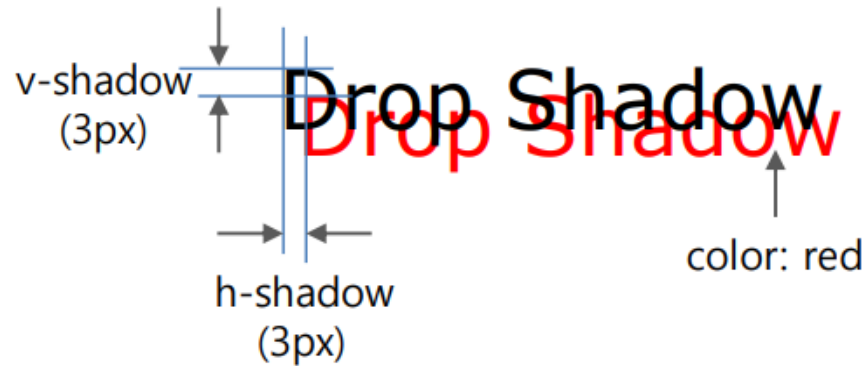 v-shadow
(3px)
Drop Shadow
Drop Shadow
color: red
h-shadow
(3px)